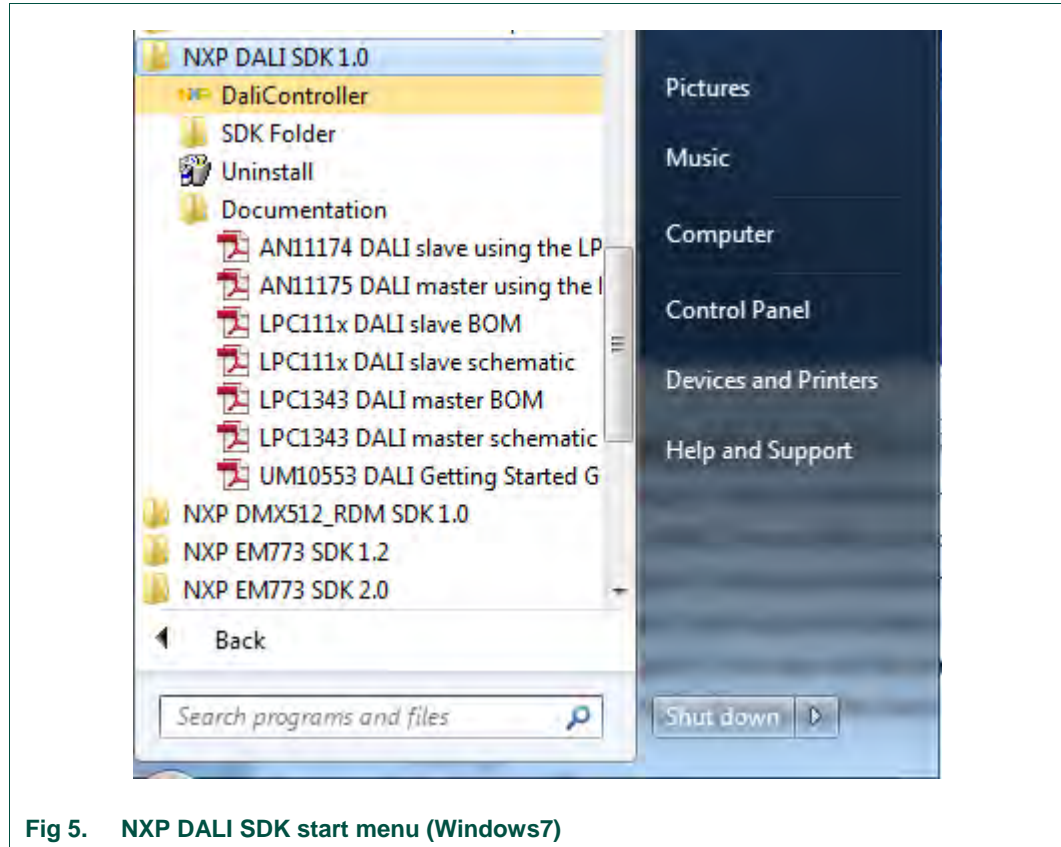 NXP DALI SDK 1.0
DaliController
SDK Folder
Uninstall
Documentation
AN11174 DALI slave using the LP
AN11175 DALI master using the l
LPC111x DALI slave BOM
LPC111x DALI slave schematic
LPC1343 DALI master BOM
LPC1343 DALI master schematic
UM10553 DALI Getting Started G
NXP DMX512_RDM SDK 1.0
NXP EM773 SDK 1.2
NXP EM773 SDK 2.0
Back
Search programs and files
Pictures
Music
Computer
Control Panel
Devices and Printers
Help and Support
Shut down
Fig 5. NXP DALI SDK start menu (Windows7)